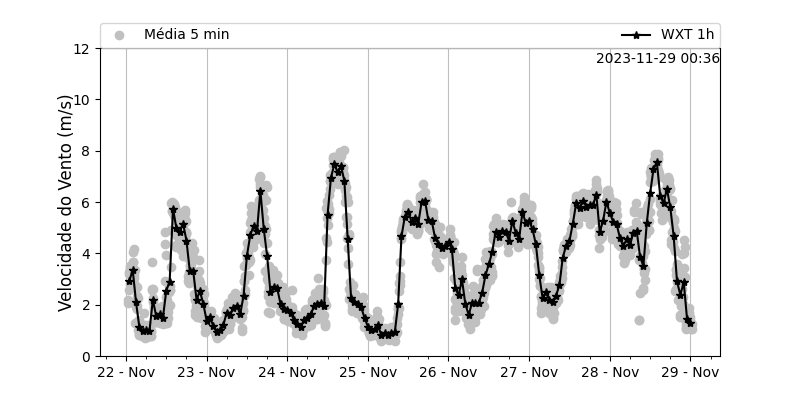 Média 5 min
WXT 1h
2023-11-29 00:36
Velocidade do Vento (m/s)
12
10
8
6
4
2
0
22 - Nov 23 - Nov 24 - Nov 25 - Nov 26 - Nov 27 - Nov 28 - Nov 29 - Nov